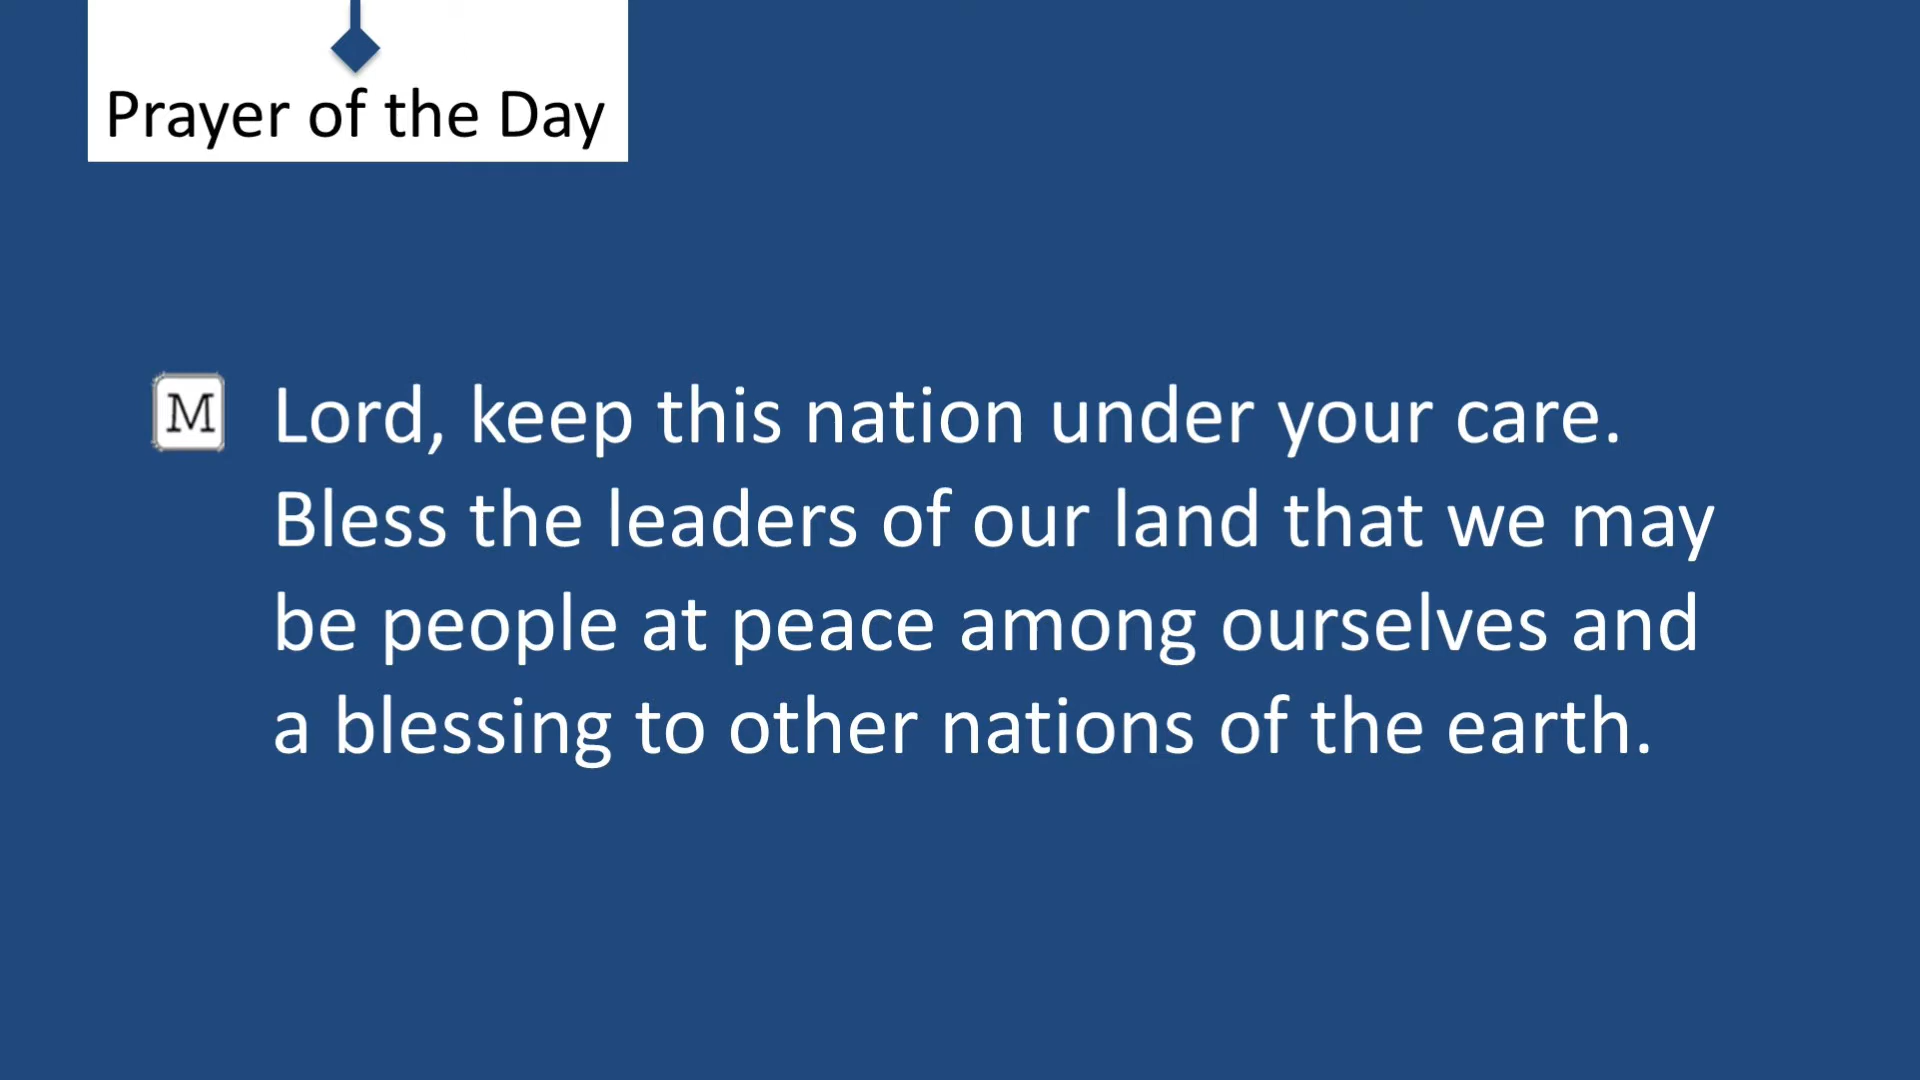 Prayer of the Day
M Lord, keep this nation under your care.
Bless the leaders of our land that we may
be people at peace among ourselves and
a blessing to other nations of the earth.